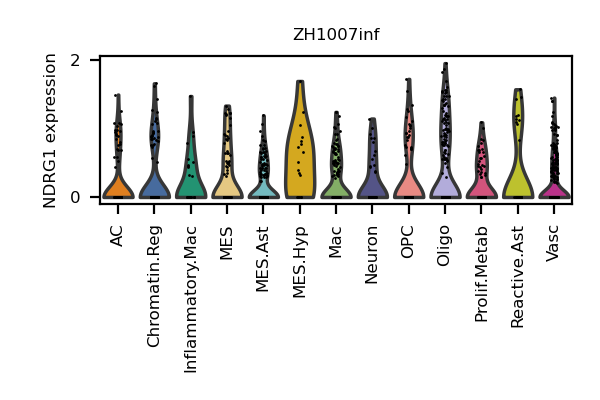 ZH1007inf
NDRG1 expression
2
0
AC
Chromatin.Reg
Inflammatory.Mac
MES
MES.Ast
MES.Hyp
Mac
Neuron
OPC
Oligo
Prolif.Metab
Reactive.Ast
Vasc